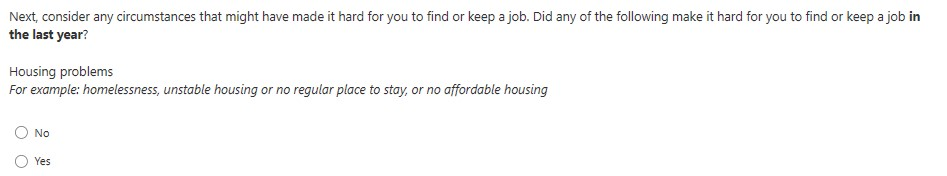 Next, consider any circumstances that might have made it hard for you to find or keep a job. Did any of the following make it hard for you to find or keep a job in
the last year?
Housing problems
For example: homelessness, unstable housing or no regular place to stay, or no affordable housing
No
Yes